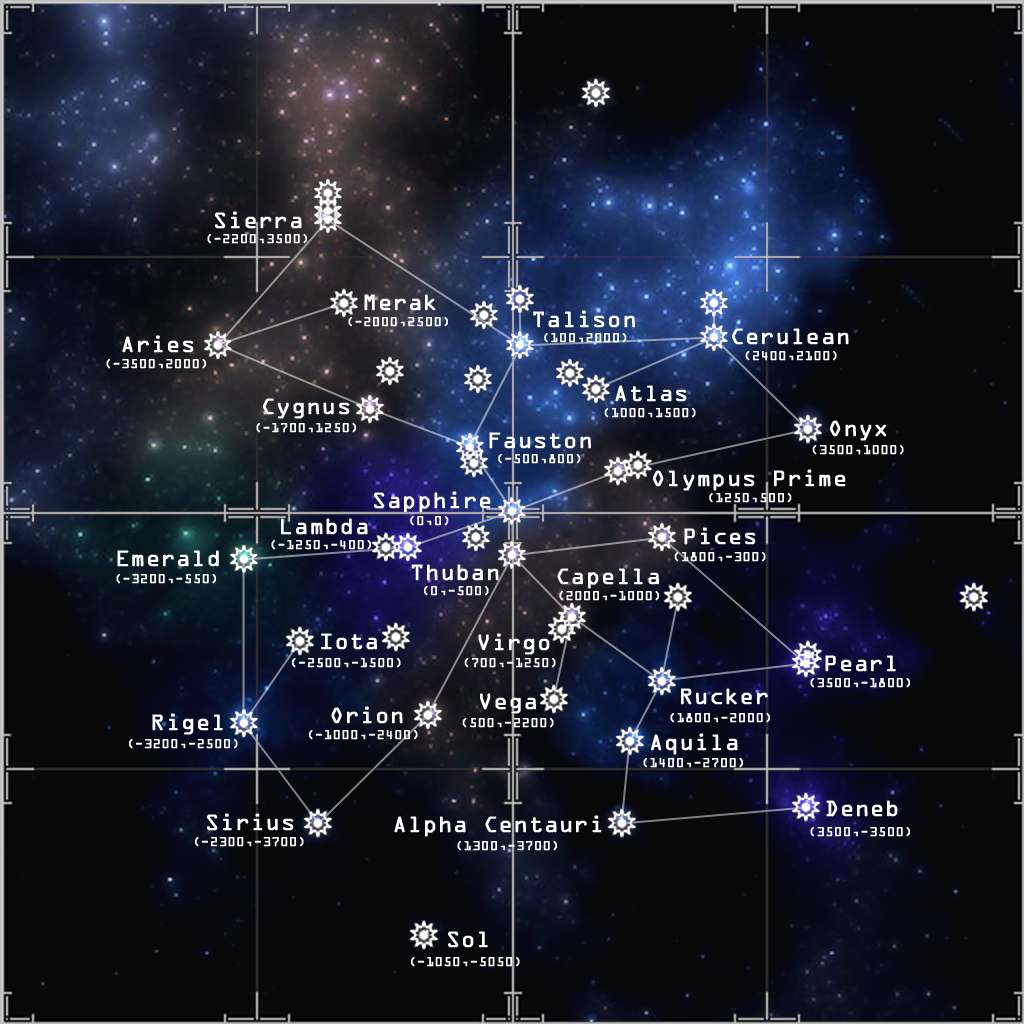 Sierra
(-2200,3500)
Merak
(-2000,2500)
Talison
(100,2000)
Aries
(-3500,2000)
Cerulean
(2400,2100)
Atlas
(1000,1500)
Cygnus
(-1700,1250)
Onyx
(3500,1000)
Fauston
(-500,800)
Olympus Prime
(1250,500)
Sapphire
(0,0)
Lambda
(-1250,-400)
Pices
(1800,-300)
Emerald
(-3200,-550)
Thuban
(0,-500)
Capella
(2000,-1000)
Iota
(-2500,-1500)
Virgo
(700,-1250)
Pearl
(3500,-1800)
Rucker
(1800,-2000)
Vega
(500,-2200)
Orion
(-1000,-2400)
Rigel
(-3200,-2500)
Aquila
(1400,-2700)
Deneb
(3500,-3500)
Sirius
(-2300,-3700)
Alpha Centauri
(1300,-3700)
Sol
(-1050,-5050)